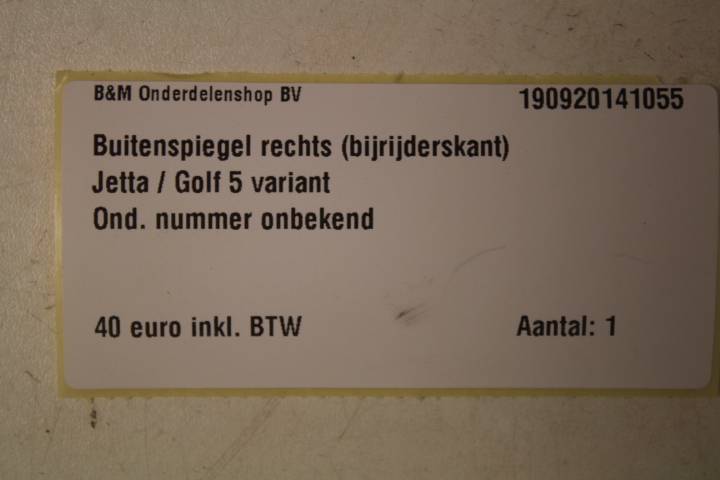 B&M Onderdelenshop BV 190920141055
Buitenspiegel rechts (bijrijderskant)
Jetta / Golf 5 variant
Ond. nummer onbekend
40 euro inkl. BTW Aantal: 1